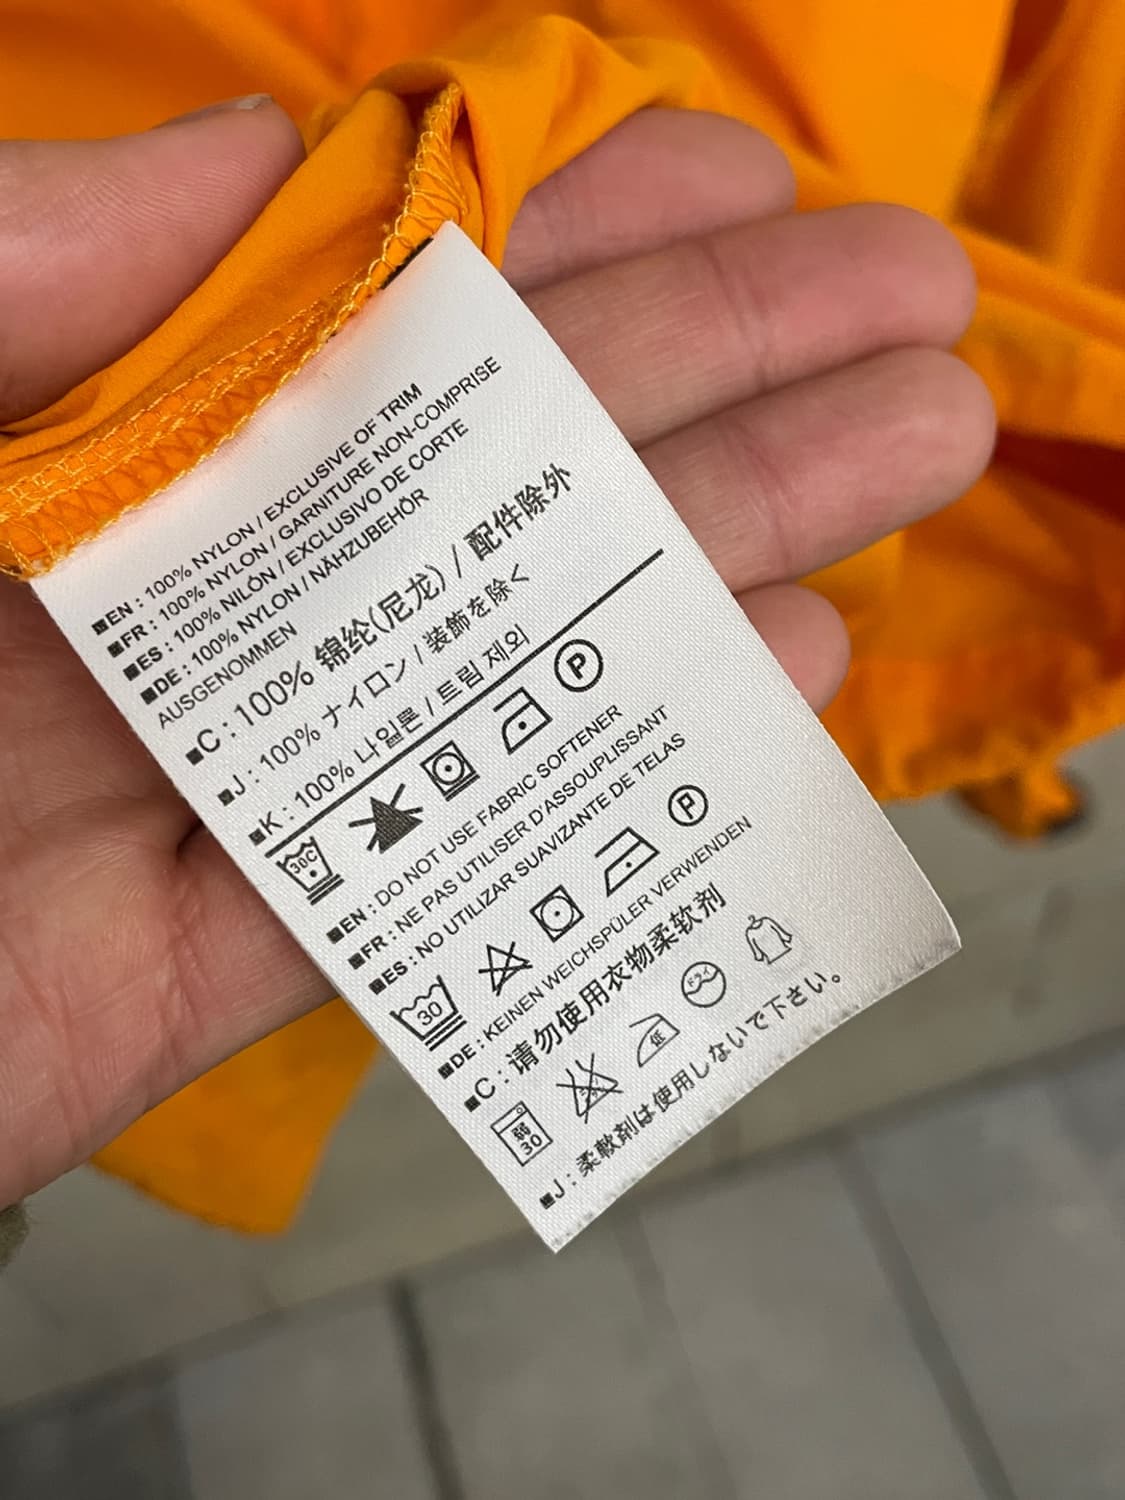 ■EN : 100% NYLON / EXCLUSIVE OF TRIM
■FR : 100% NYLON / GARNITURE NON-COMPRISE
■ES : 100% NILÓN / EXCLUSIVO DE CORTE
■DE : 100% NYLON / NÄHZUBEHÖR
AUSGENOMMEN
■C : 100% 锦纶(尼龙) / 配件除外
■J : 100% ナイロン / 装飾を除く
■K : 100% 나일론 / 트림 제외
30C P
■EN : DO NOT USE FABRIC SOFTENER
■FR : NE PAS UTILISER D'ASSOUPLISSANT
■ES : NO UTILIZAR SUAVIZANTE DE TELAS
30 P
■DE : KEINEN WEICHSPÜLER VERWENDEN
■C : 请勿使用衣物柔软剂
弱 30 低 ドライ
■J : 柔軟剤は使用しないで下さい。